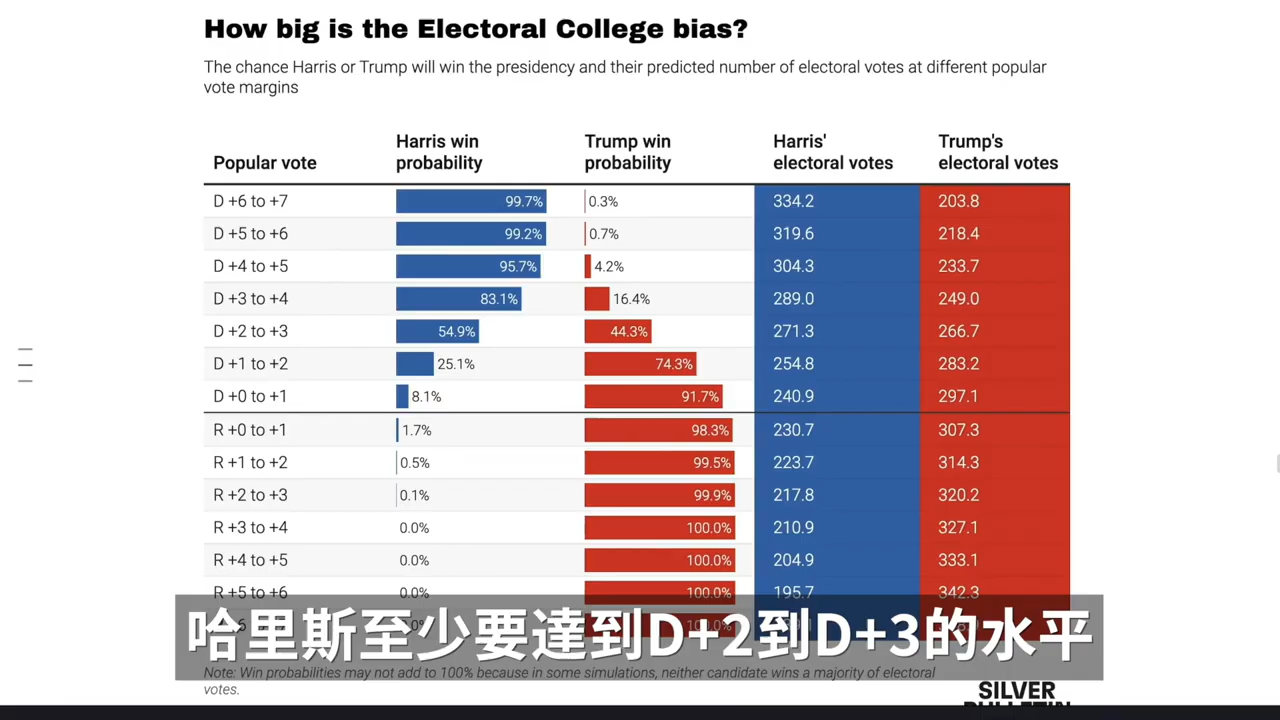 How big is the Electoral College bias?
The chance Harris or Trump will win the presidency and their predicted number of electoral votes at different popular
vote margins
Popular vote Harris win probability Trump win probability Harris' electoral votes Trump's electoral votes
D +6 to +7 99.7% 0.3% 334.2 203.8
D +5 to +6 99.2% 0.7% 319.6 218.4
D +4 to +5 95.7% 4.2% 304.3 233.7
D +3 to +4 83.1% 16.4% 289.0 249.0
D +2 to +3 54.9% 44.3% 271.3 266.7
D +1 to +2 25.1% 74.3% 254.8 283.2
D +0 to +1 8.1% 91.7% 240.9 297.1
R +0 to +1 1.7% 98.3% 230.7 307.3
R +1 to +2 0.5% 99.5% 223.7 314.3
R +2 to +3 0.1% 99.9% 217.8 320.2
R +3 to +4 0.0% 100.0% 210.9 327.1
R +4 to +5 0.0% 100.0% 204.9 333.1
R +5 to +6 0.0% 100.0% 195.7 342.3
哈里斯至少要達到D+2到D+3的水平
Note: Win probabilities may not add to 100% because in some simulations, neither candidate wins a majority of electoral
votes.
SILVER
BULLETIN